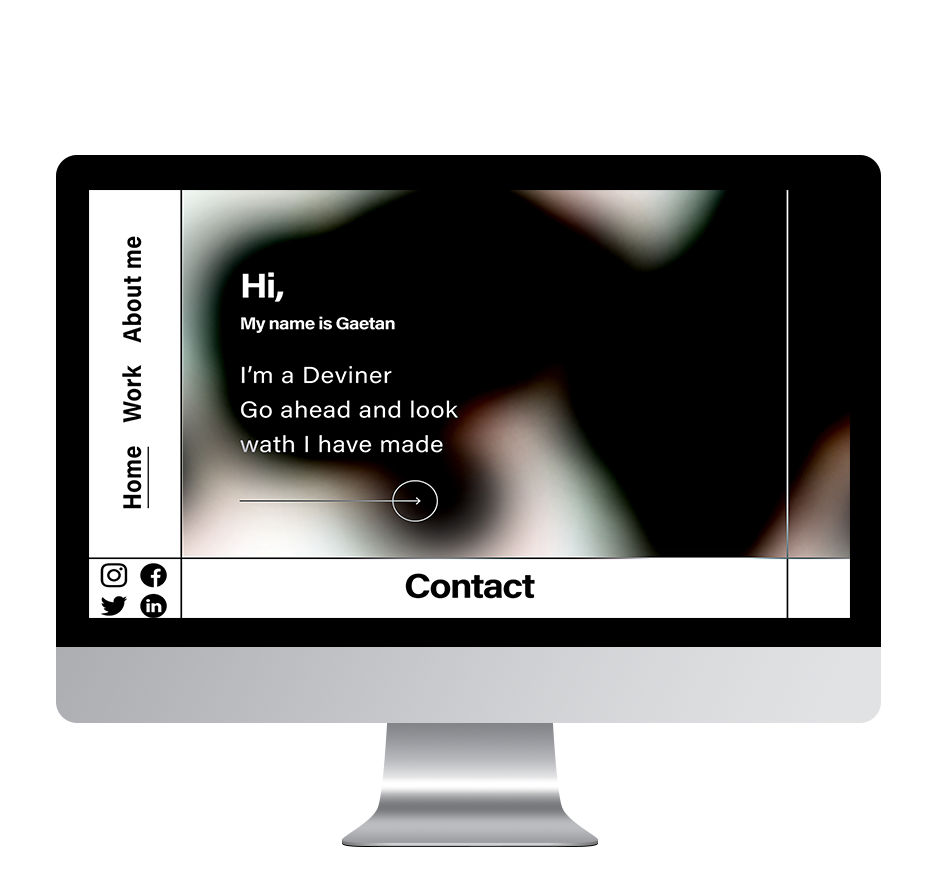 About me
Work
Home
Hi,
My name is Gaetan
I'm a Deviner
Go ahead and look
wath I have made
Contact